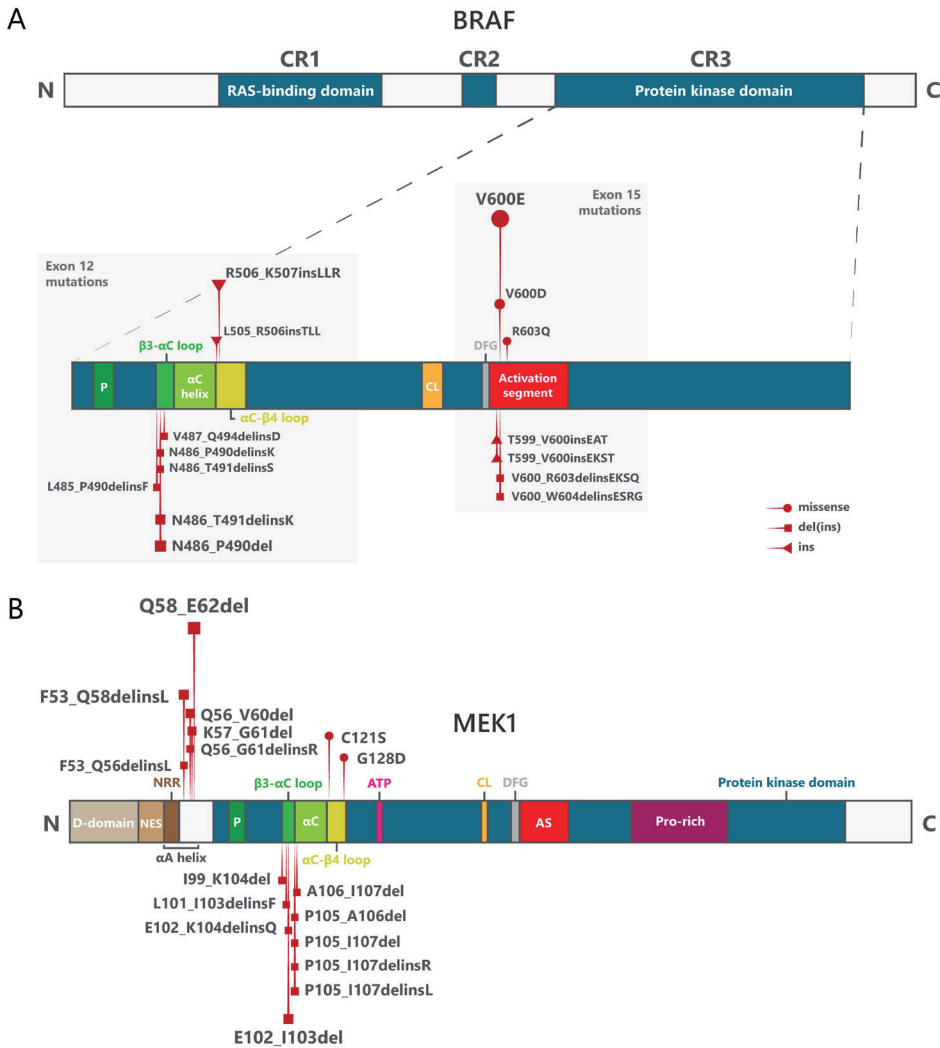 A
BRAF
CR1
CR2
CR3
N
RAS-binding domain
Protein kinase domain
C
Exon 12
mutations
Exon 15
mutations
V600E
R506_K507insLLR
V600D
L505_R506insTLL
R603Q
β3-αC loop
DFG
P
αC
helix
CL
Activation
segment
αC-β4 loop
V487_Q494delinsD
N486_P490delinsK
N486_T491delinsS
L485_P490delinsF
N486_T491delinsK
N486_P490del
T599_V600insEAT
T599_V600insEKST
V600_R603delinsEKSQ
V600_W604delinsESRG
missense
del(ins)
ins
B
Q58_E62del
MEK1
F53_Q58delinsL
Q56_V60del
K57_G61del
Q56_G61delinsR
F53_Q56delinsL
C121S
G128D
NRR
β3-αC loop
ATP
CL
DFG
Protein kinase domain
N
D-domain
NES
P
αC
AS
Pro-rich
C
αA helix
αC-β4 loop
I99_K104del
L101_I103delinsF
E102_K104delinsQ
A106_I107del
P105_A106del
P105_I107del
P105_I107delinsR
P105_I107delinsL
E102_I103del